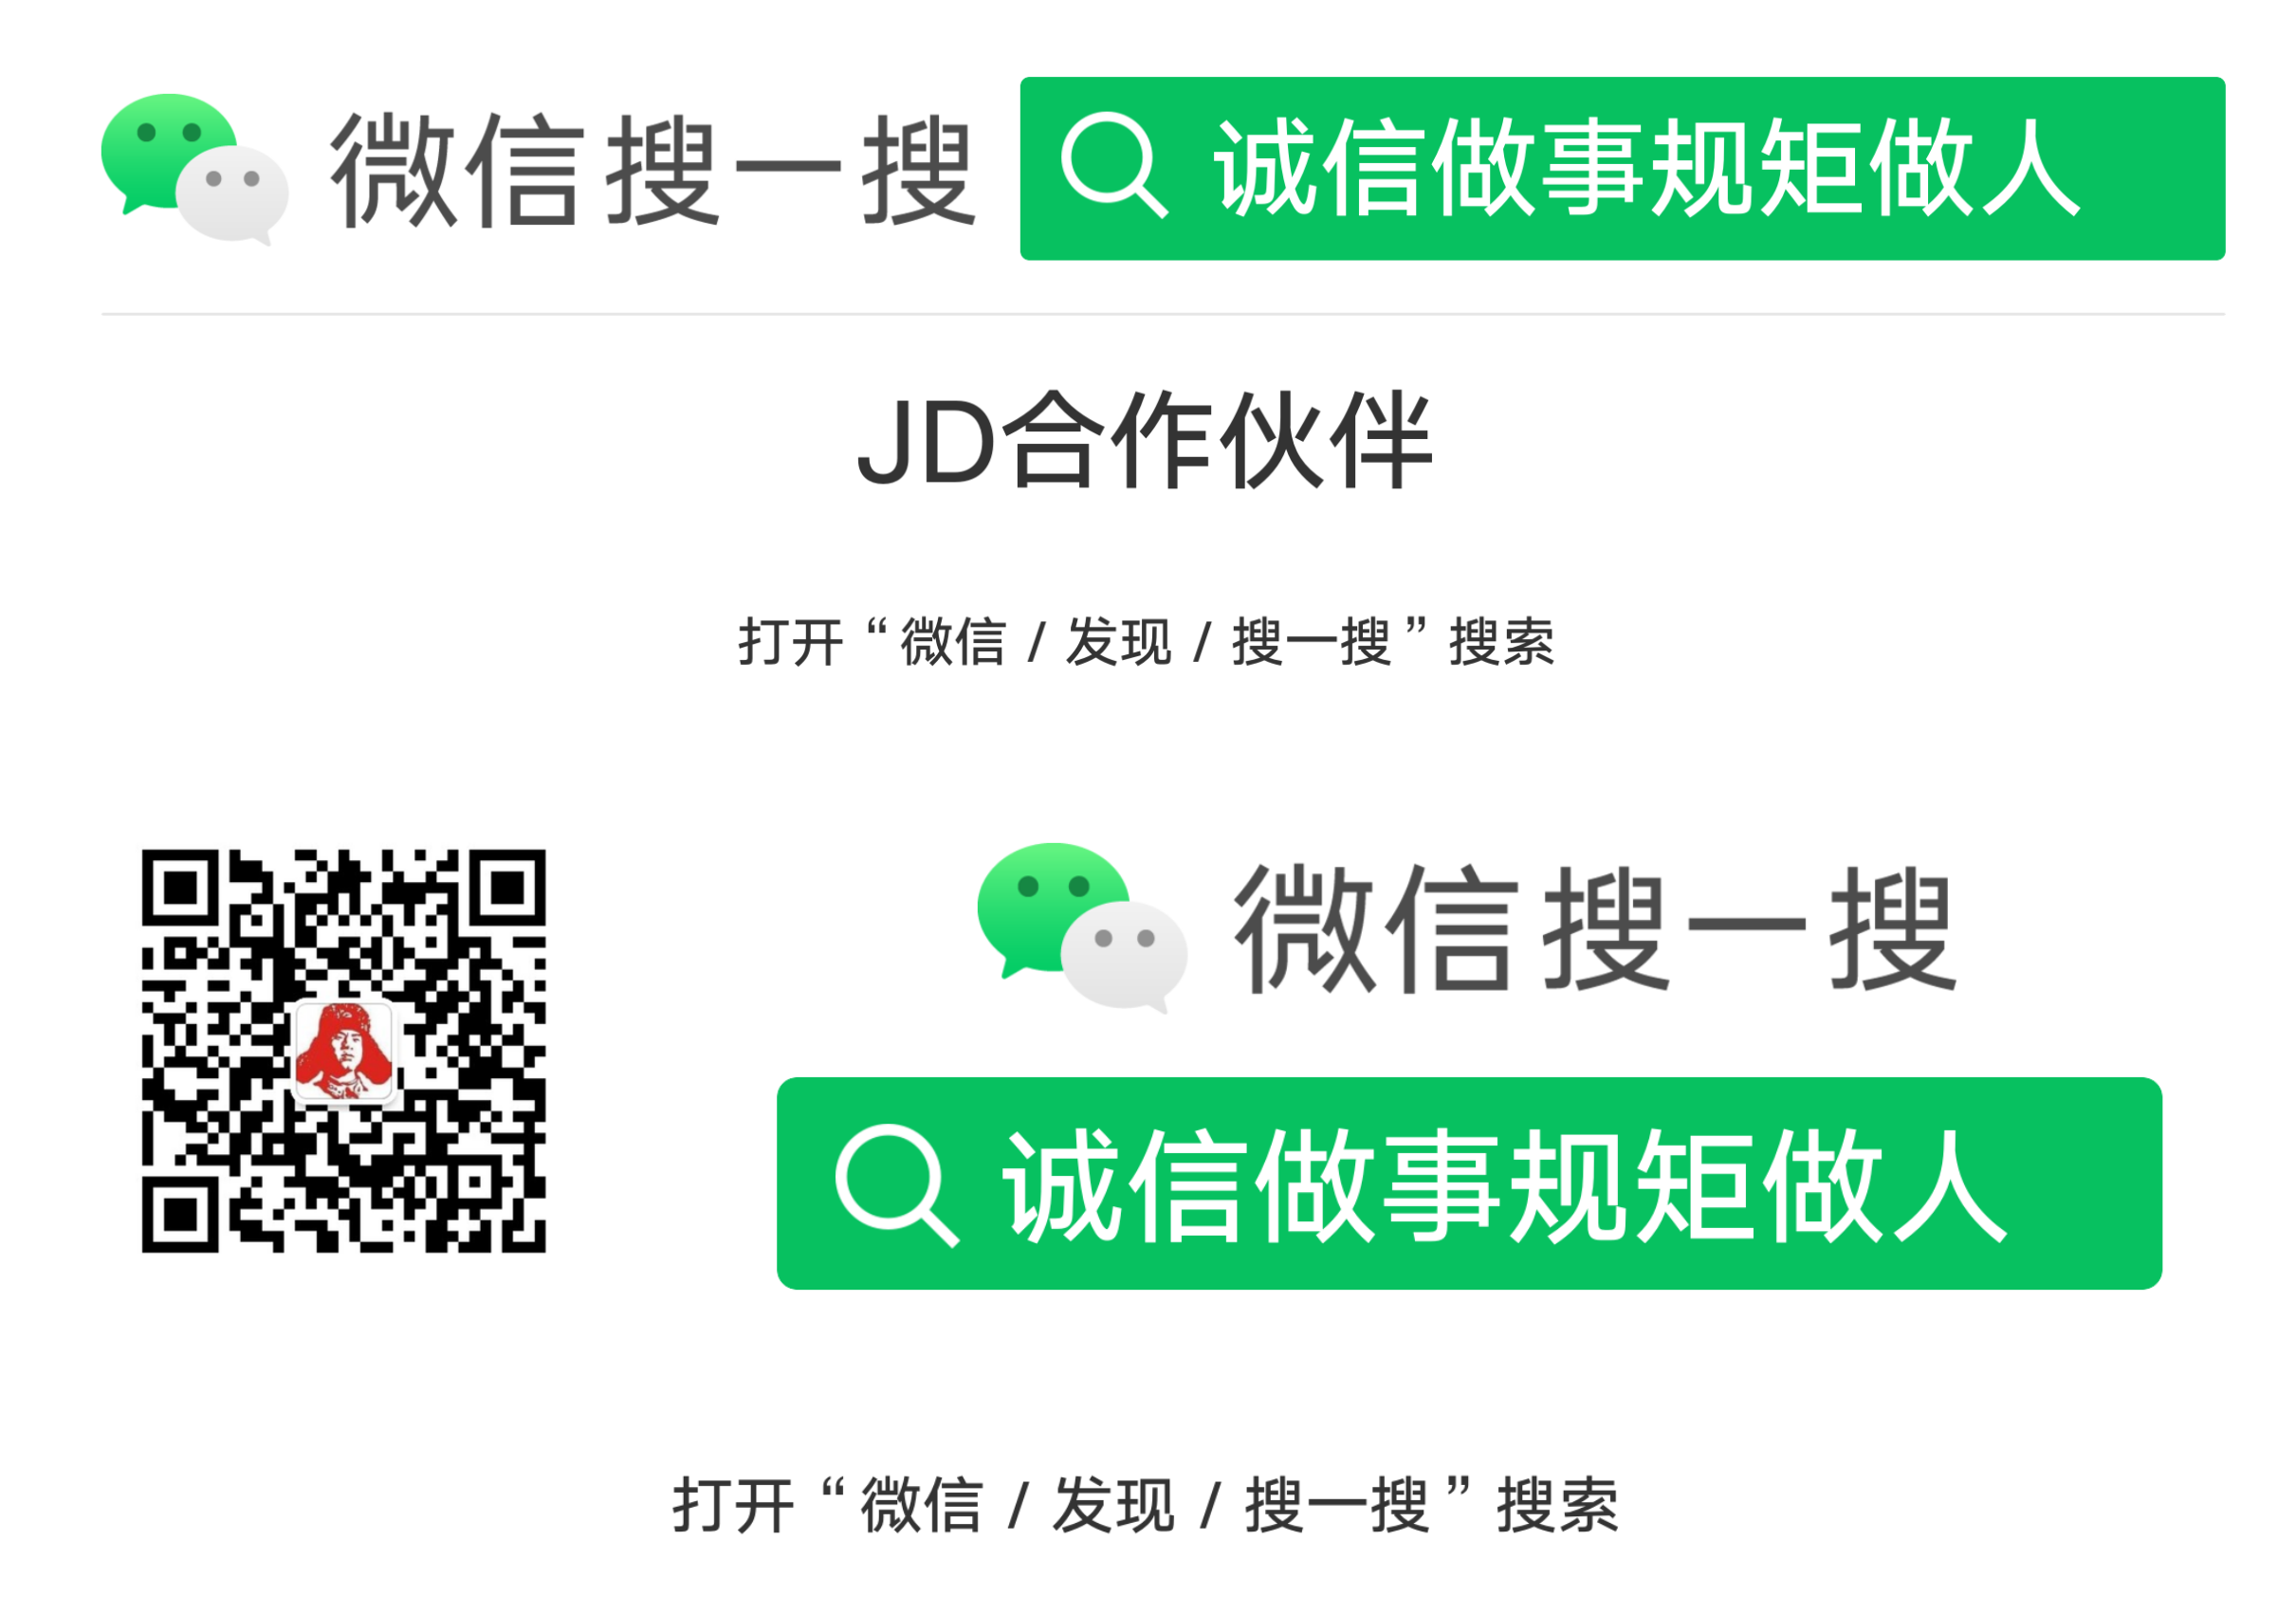 微信搜一搜 诚信做事规矩做人
JD合作伙伴
打开“微信 / 发现 / 搜一搜”搜索
微信搜一搜
诚信做事规矩做人
打开“微信 / 发现 / 搜一搜”搜索